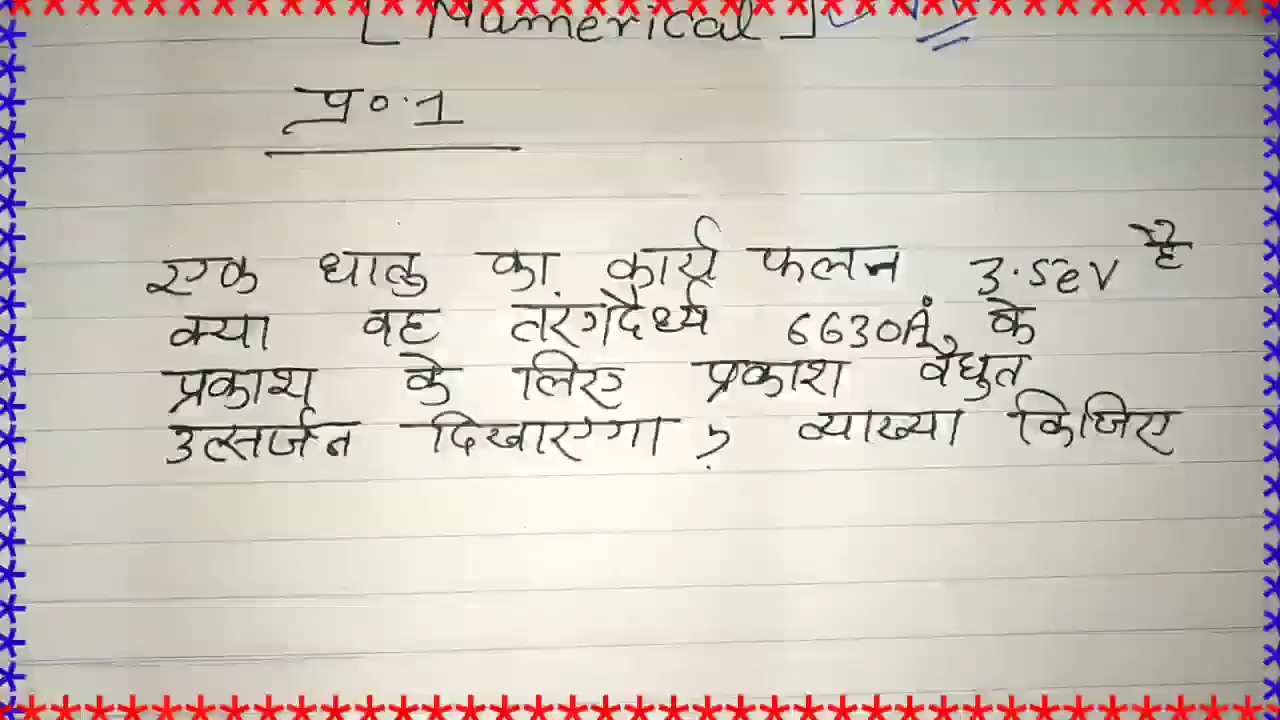 [ Numerical ]
प्र०.1
एक धातु का कार्य फलन 3.5eV है
क्या वह तरंगदैर्ध्य 6630Å के
प्रकाश के लिए प्रकाश वैधुत
उत्सर्जन दिखाएगा ? व्याख्या किजिए